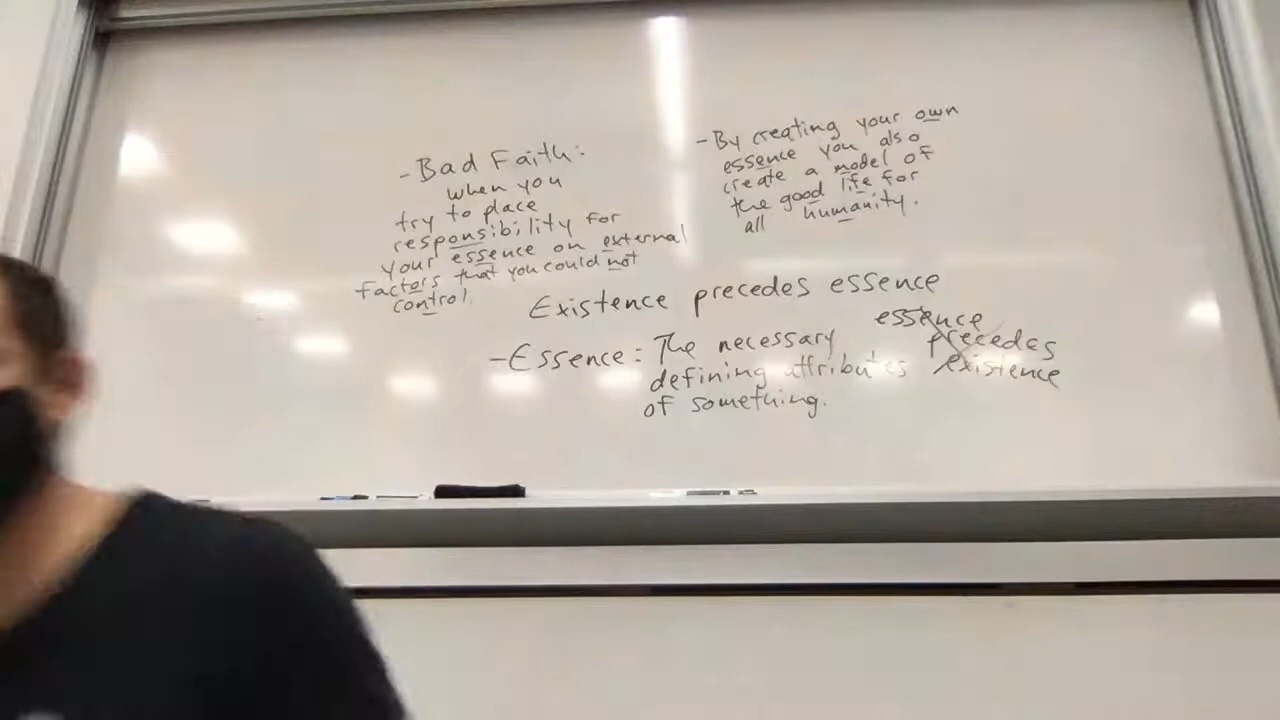 - Bad Faith:
when you
try to place
responsibility for
your essence on external
factors that you could not
control.
- By creating your own
essence you also
create a model of
the good life for
all humanity.
Existence precedes essence
- Essence: The necessary
defining attributes
of something.
essence
precedes
existence